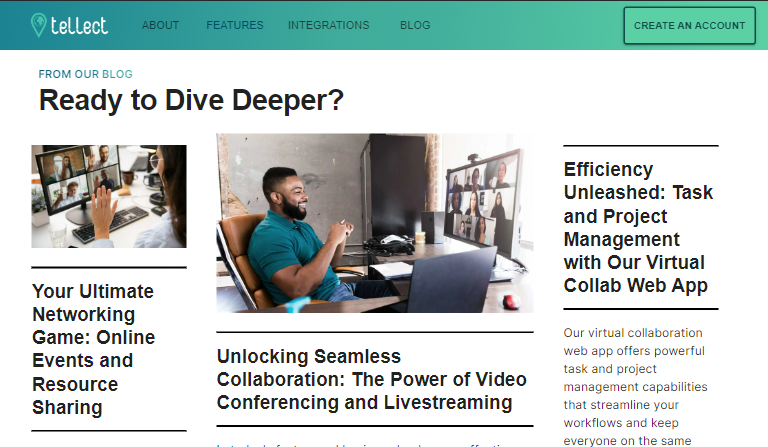 tellect
ABOUT
FEATURES
INTEGRATIONS
BLOG
CREATE AN ACCOUNT
FROM OUR BLOG
Ready to Dive Deeper?
Your Ultimate
Networking
Game: Online
Events and
Resource
Sharing
Unlocking Seamless
Collaboration: The Power of Video
Conferencing and Livestreaming
Efficiency
Unleashed: Task
and Project
Management
with Our Virtual
Collab Web App
Our virtual collaboration
web app offers powerful
task and project
management capabilities
that streamline your
workflows and keep
everyone on the same